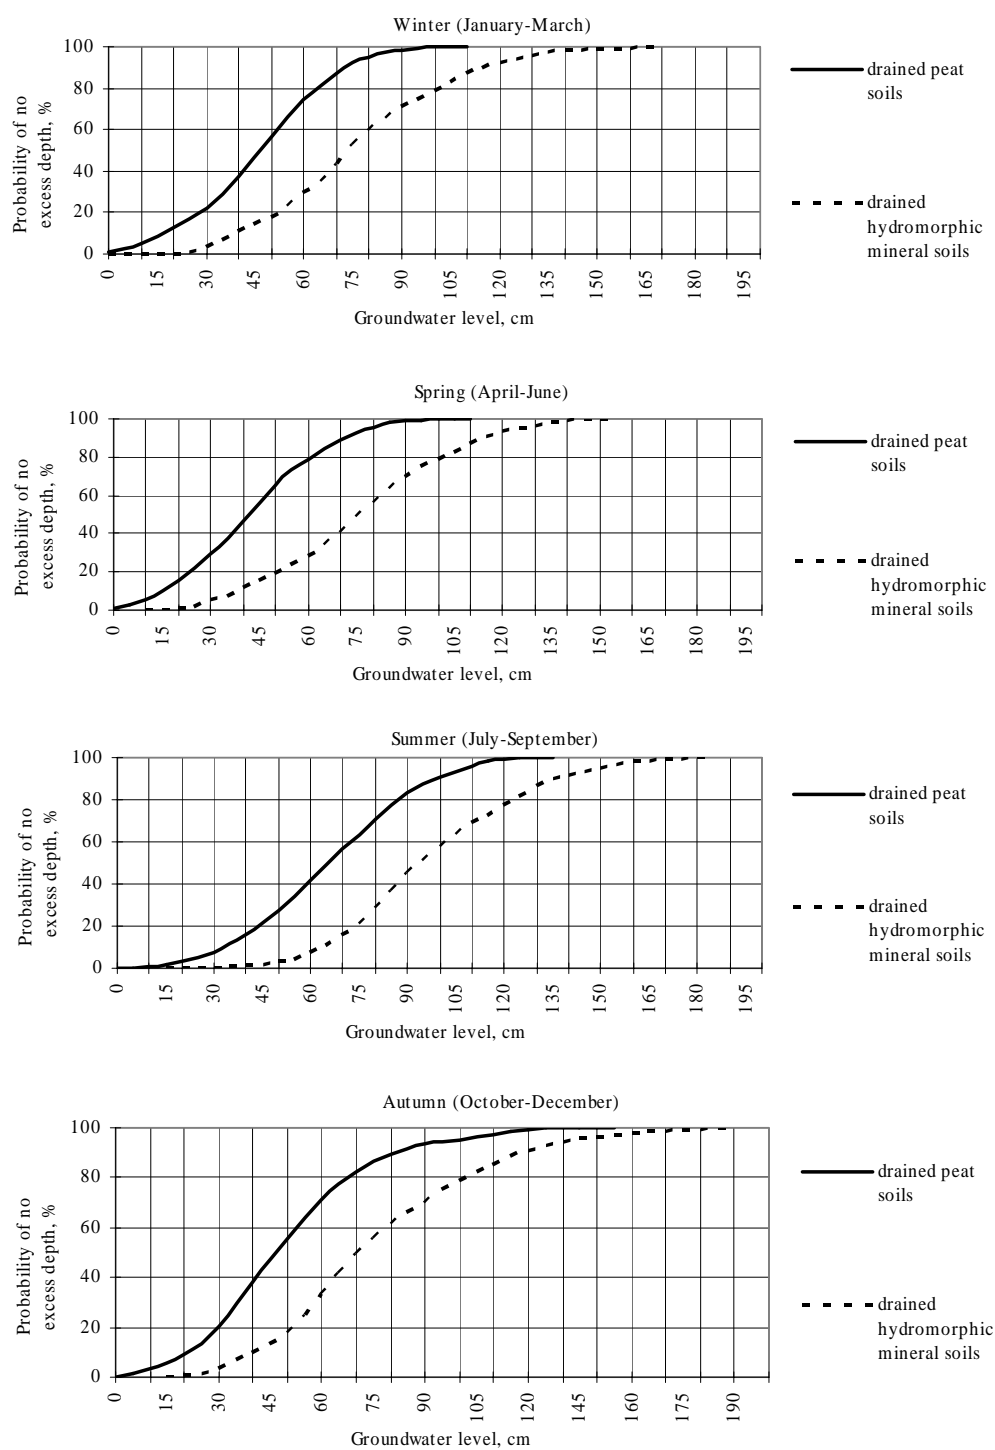 Winter (January-March)
Probability of no
excess depth, %
100
80
60
40
20
0
0
15
30
45
60
75
90
105
120
135
150
165
180
195
Groundwater level, cm
drained peat
soils
drained
hydromorphic
mineral soils
Spring (April-June)
Probability of no
excess depth, %
100
80
60
40
20
0
0
15
30
45
60
75
90
105
120
135
150
165
180
195
Groundwater level, cm
drained peat
soils
drained
hydromorphic
mineral soils
Summer (July-September)
Probability of no
excess depth, %
100
80
60
40
20
0
0
15
30
45
60
75
90
105
120
135
150
165
180
195
Groundwater level, cm
drained peat
soils
drained
hydromorphic
mineral soils
Autumn (October-December)
Probability of no
excess depth, %
100
80
60
40
20
0
0
15
30
45
60
75
90
105
120
145
160
175
190
Groundwater level, cm
drained peat
soils
drained
hydromorphic
mineral soils